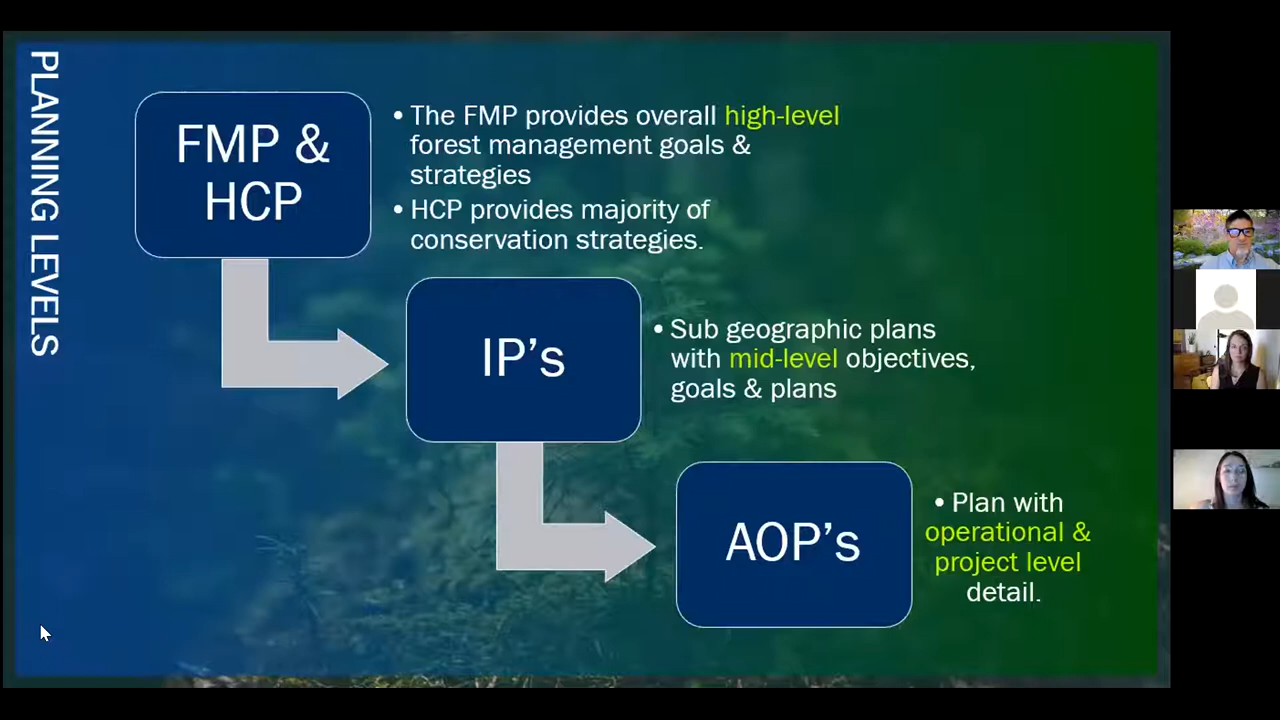 PLANNING LEVELS
FMP &
HCP
• The FMP provides overall high-level
forest management goals &
strategies
• HCP provides majority of
conservation strategies.
IP’s
• Sub geographic plans
with mid-level objectives,
goals & plans
AOP’s
• Plan with
operational &
project level
detail.